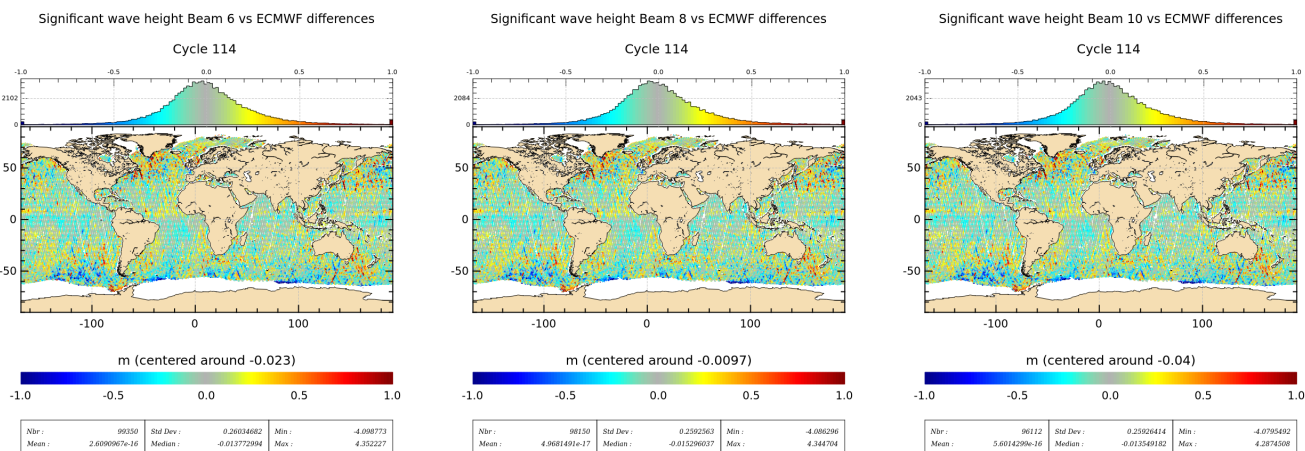 Significant wave height Beam 6 vs ECMWF differences
Cycle 114
-1.0 -0.5 0.0 0.5 1.0
2102
0
50
0
-50
-100 0 100
m (centered around -0.023)
-1.0 -0.5 0.0 0.5 1.0
Nbr : 99350 Std Dev : 0.26034682 Min : -4.098773
Mean : 2.6090967e-16 Median : -0.013772994 Max : 4.352227
Significant wave height Beam 8 vs ECMWF differences
Cycle 114
-1.0 -0.5 0.0 0.5 1.0
2084
0
50
0
-50
-100 0 100
m (centered around -0.0097)
-1.0 -0.5 0.0 0.5 1.0
Nbr : 98150 Std Dev : 0.2592563 Min : -4.086296
Mean : 4.9681491e-17 Median : -0.015296037 Max : 4.344704
Significant wave height Beam 10 vs ECMWF differences
Cycle 114
-1.0 -0.5 0.0 0.5 1.0
2043
0
50
0
-50
-100 0 100
m (centered around -0.04)
-1.0 -0.5 0.0 0.5 1.0
Nbr : 96112 Std Dev : 0.25926414 Min : -4.0795492
Mean : 5.6014299e-16 Median : -0.013549182 Max : 4.2874508